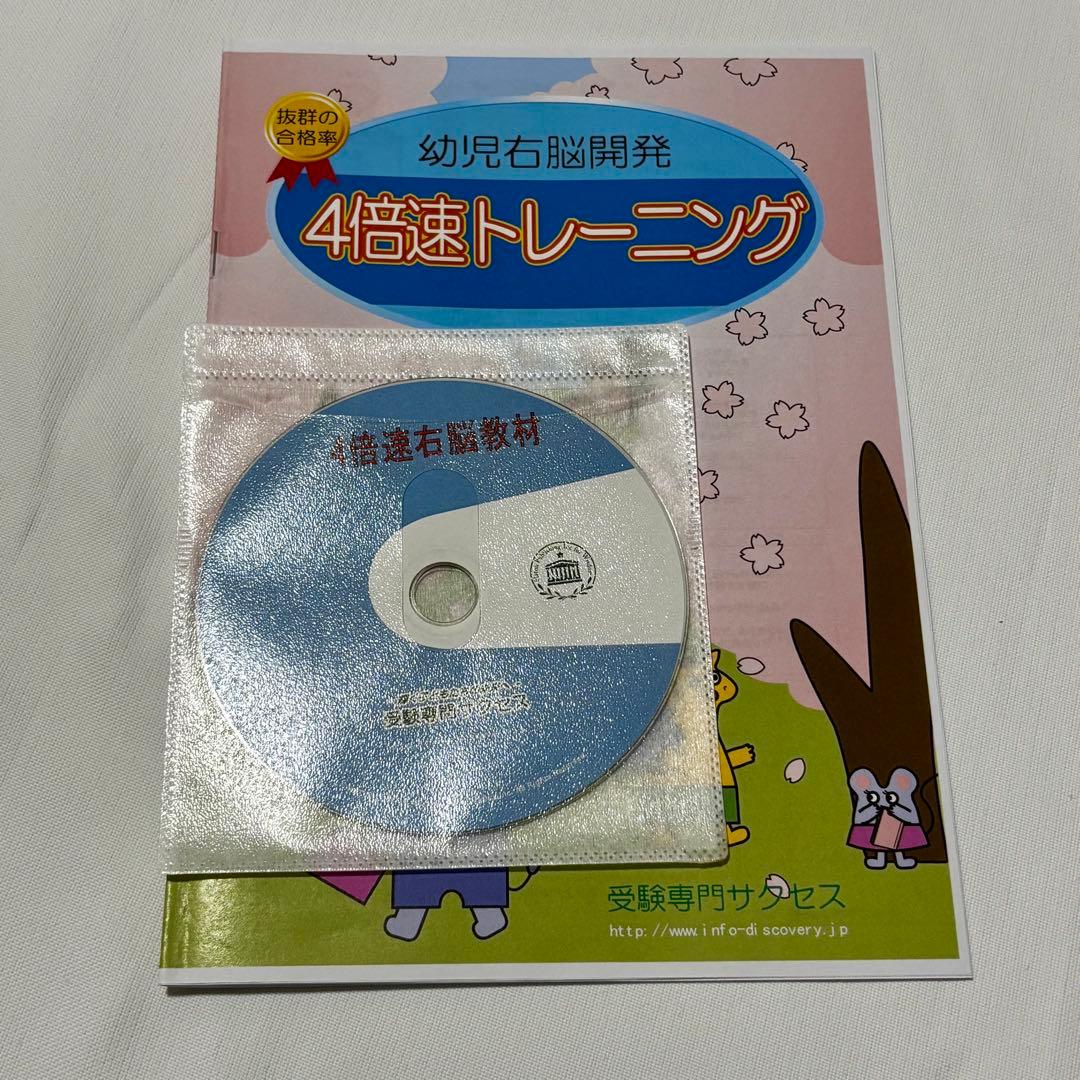 抜群の
合格率
幼児右脳開発
4倍速トレーニング
4倍速右脳教材
受験専門サクセス
受験専門サクセス
http://www.info-discovery.jp